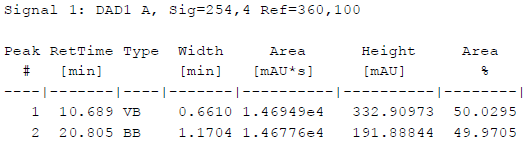 Signal 1: DAD1 A, Sig=254,4 Ref=360,100
Peak RetTime Type  Width     Area      Height     Area
  #   [min]        [min]   [mAU*s]     [mAU]        %
----|-------|----|-------|----------|----------|--------|
   1  10.689 VB    0.6610 1.46949e4  332.90973  50.0295
   2  20.805 BB    1.1704 1.46776e4  191.88844  49.9705